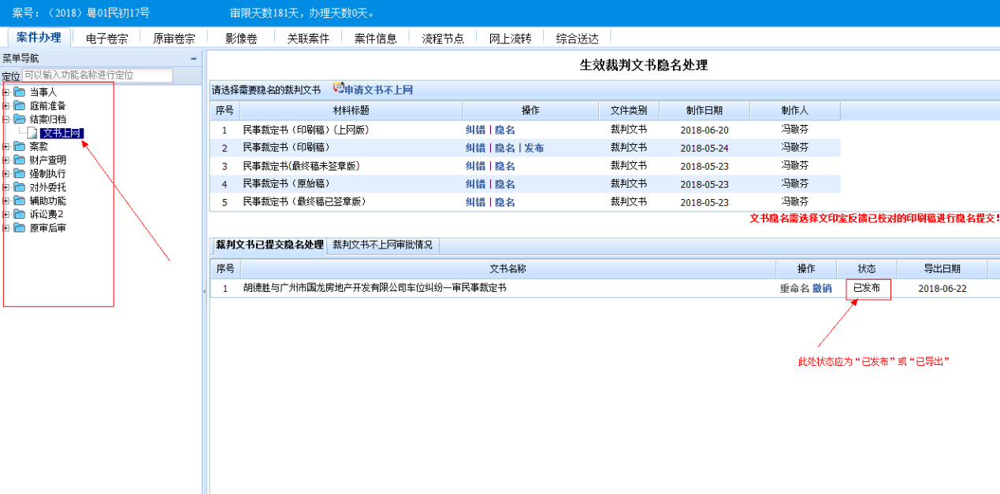 案号：（2018）粤01民初17号 审限天数181天，办理天数0天。
案件办理 电子卷宗 原审卷宗 影像卷 关联案件 案件信息 流程节点 网上流转 综合送达
菜单导航
定位 可以输入功能名称进行定位
当事人
庭前准备
结案归档
文书上网
案款
财产查明
强制执行
对外委托
辅助功能
诉讼费2
原审后审
生效裁判文书隐名处理
请选择需要隐名的裁判文书 申请文书不上网
序号 材料标题 操作 文件类别 制作日期 制作人
1 民事裁定书（印刷稿）(上网版） 纠错 | 隐名 裁判文书 2018-06-20 冯敬芬
2 民事裁定书（印刷稿） 纠错 | 隐名 | 发布 裁判文书 2018-05-24 冯敬芬
3 民事裁定书(最终稿未签章版） 纠错 | 隐名 裁判文书 2018-05-23 冯敬芬
4 民事裁定书（原始稿） 纠错 | 隐名 裁判文书 2018-05-23 冯敬芬
5 民事裁定书（最终稿已签章版） 纠错 | 隐名 裁判文书 2018-05-23 冯敬芬
文书隐名需选择文印室反馈已校对的印刷稿进行隐名提交！
裁判文书已提交隐名处理 裁判文书不上网审批情况
序号 文书名称 操作 状态 导出日期
1 胡德胜与广州市国龙房地产开发有限公司车位纠纷一审民事裁定书 重命名 撤销 已发布 2018-06-22
此处状态应为“已发布”或“已导出”